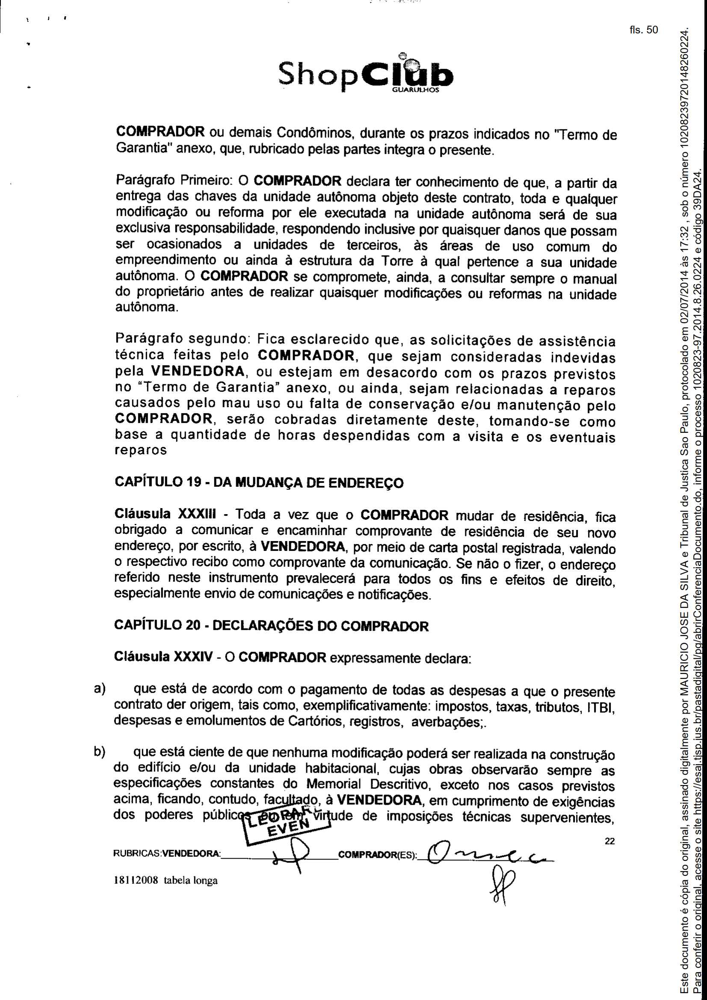 fls. 50
ShopClub
GUARULHOS
COMPRADOR ou demais Condôminos, durante os prazos indicados no "Termo de
Garantia" anexo, que, rubricado pelas partes integra o presente.
Parágrafo Primeiro: O COMPRADOR declara ter conhecimento de que, a partir da
entrega das chaves da unidade autônoma objeto deste contrato, toda e qualquer
modificação ou reforma por ele executada na unidade autônoma será de sua
exclusiva responsabilidade, respondendo inclusive por quaisquer danos que possam
ser ocasionados a unidades de terceiros, às áreas de uso comum do
empreendimento ou ainda à estrutura da Torre à qual pertence a sua unidade
autônoma. O COMPRADOR se compromete, ainda, a consultar sempre o manual
do proprietário antes de realizar quaisquer modificações ou reformas na unidade
autônoma.
Parágrafo segundo: Fica esclarecido que, as solicitações de assistência
técnica feitas pelo COMPRADOR, que sejam consideradas indevidas
pela VENDEDORA, ou estejam em desacordo com os prazos previstos
no “Termo de Garantia” anexo, ou ainda, sejam relacionadas a reparos
causados pelo mau uso ou falta de conservação e/ou manutenção pelo
COMPRADOR, serão cobradas diretamente deste, tomando-se como
base a quantidade de horas despendidas com a visita e os eventuais
reparos
CAPÍTULO 19 - DA MUDANÇA DE ENDEREÇO
Cláusula XXXIII - Toda a vez que o COMPRADOR mudar de residência, fica
obrigado a comunicar e encaminhar comprovante de residência de seu novo
endereço, por escrito, à VENDEDORA, por meio de carta postal registrada, valendo
o respectivo recibo como comprovante da comunicação. Se não o fizer, o endereço
referido neste instrumento prevalecerá para todos os fins e efeitos de direito,
especialmente envio de comunicações e notificações.
CAPÍTULO 20 - DECLARAÇÕES DO COMPRADOR
Cláusula XXXIV - O COMPRADOR expressamente declara:
a) que está de acordo com o pagamento de todas as despesas a que o presente
contrato der origem, tais como, exemplificativamente: impostos, taxas, tributos, ITBI,
despesas e emolumentos de Cartórios, registros, averbações;.
b) que está ciente de que nenhuma modificação poderá ser realizada na construção
do edifício e/ou da unidade habitacional, cujas obras observarão sempre as
especificações constantes do Memorial Descritivo, exceto nos casos previstos
acima, ficando, contudo, facultado, à VENDEDORA, em cumprimento de exigências
dos poderes públicos ou em virtude de imposições técnicas supervenientes,
EVEN
22
RUBRICAS:VENDEDORA: COMPRADOR(ES):
18112008 tabela longa
Este documento é cópia do original, assinado digitalmente por MAURICIO JOSE DA SILVA e Tribunal de Justica Sao Paulo, protocolado em 02/07/2014 às 17:32 , sob o número 10208239720148260224.
Para conferir o original, acesse o site https://esaj.tjsp.jus.br/pastadigital/pg/abrirConferenciaDocumento.do, informe o processo 1020823-97.2014.8.26.0224 e código 39DA24.